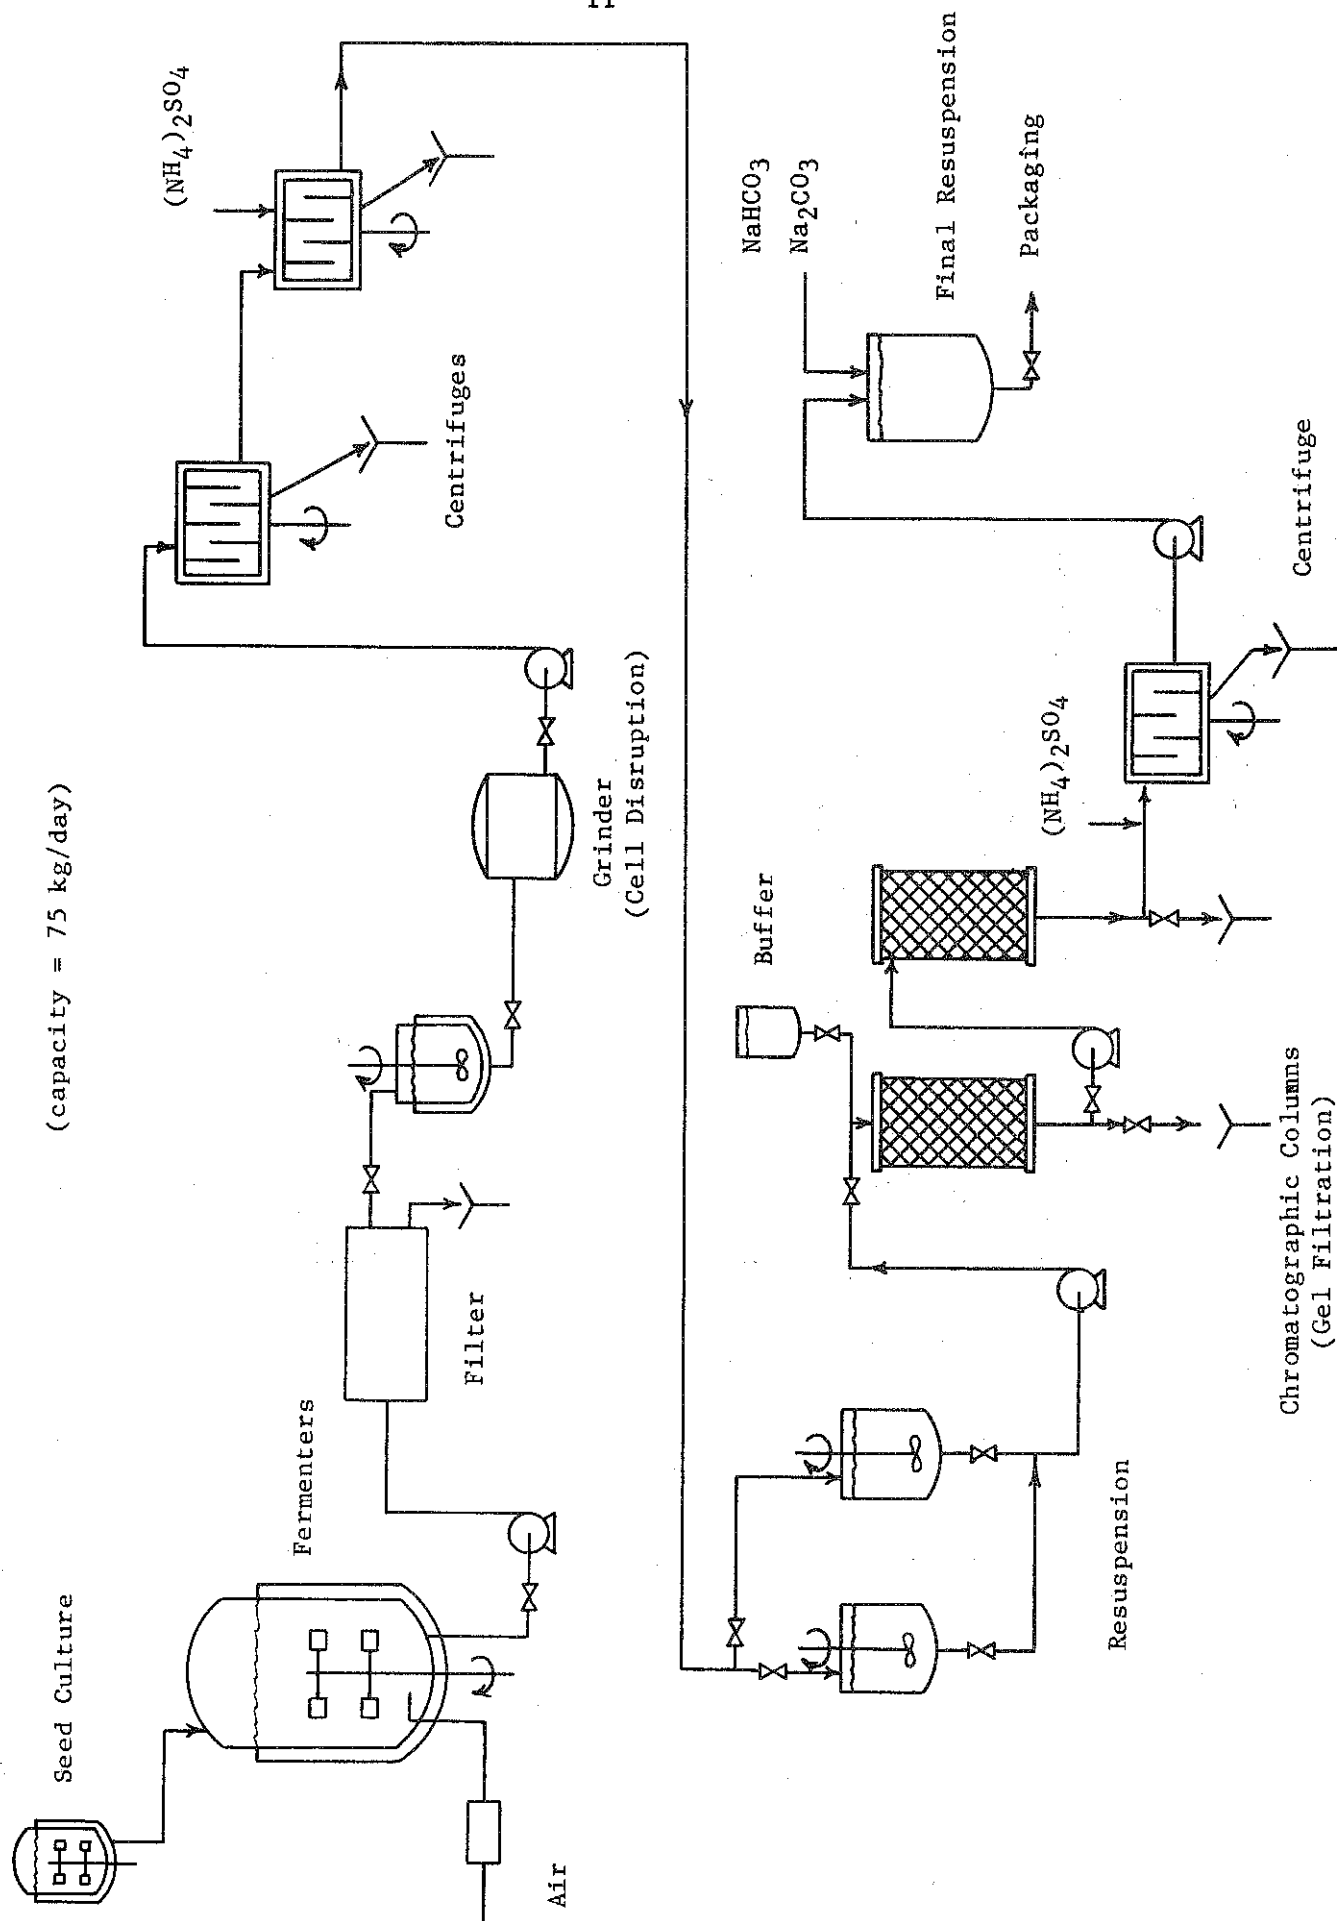 11
(capacity = 75 kg/day)
Seed Culture
Fermenters
Air
Filter
Grinder
(Cell Disruption)
Centrifuges
(NH4)2SO4
Resuspension
Buffer
Chromatographic Columns
(Gel Filtration)
(NH4)2SO4
Centrifuge
NaHCO3
Na2CO3
Final Resuspension
Packaging